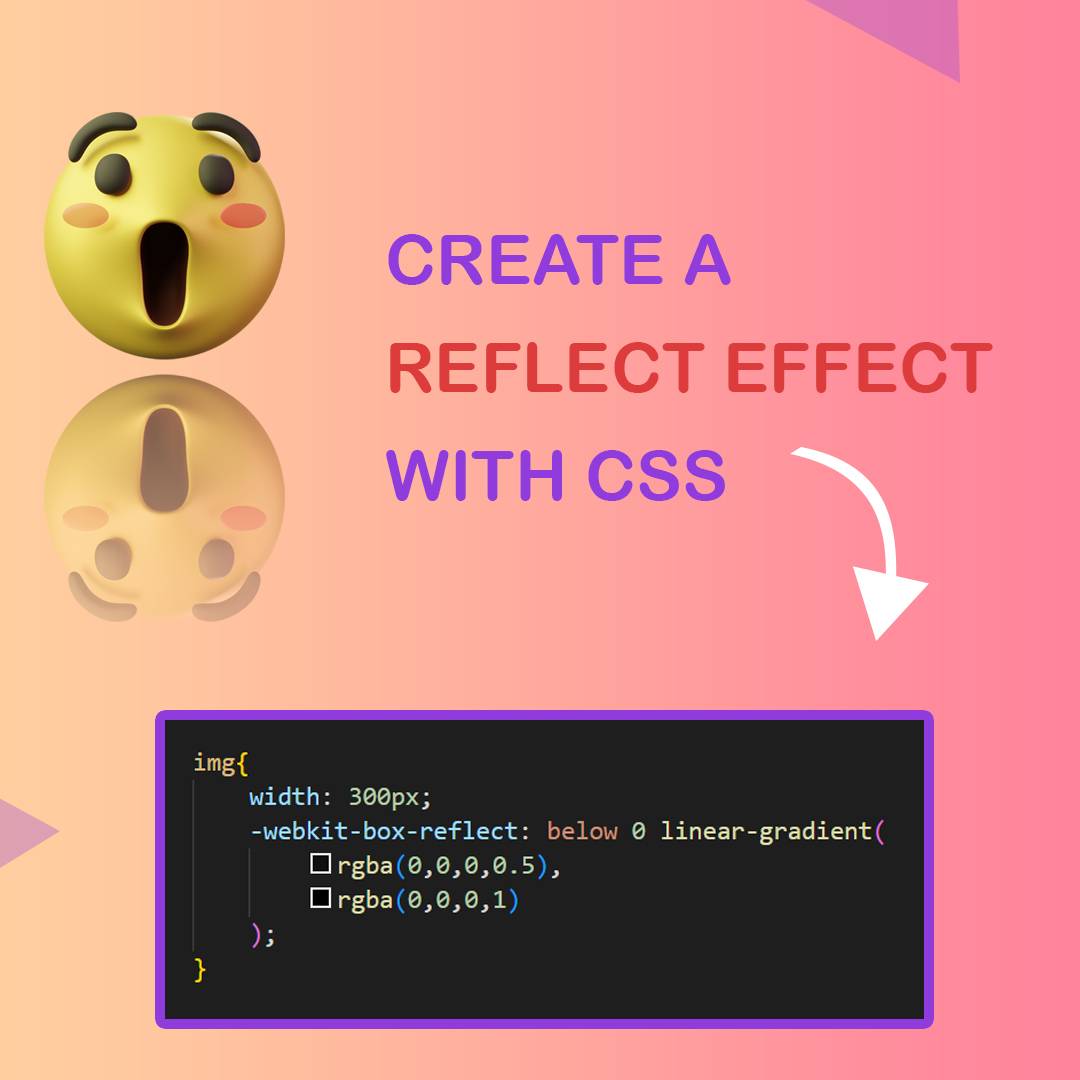 CREATE A
REFLECT EFFECT
WITH CSS
img{
width: 300px;
-webkit-box-reflect: below 0 linear-gradient(
rgba(0,0,0,0.5),
rgba(0,0,0,1)
);
}